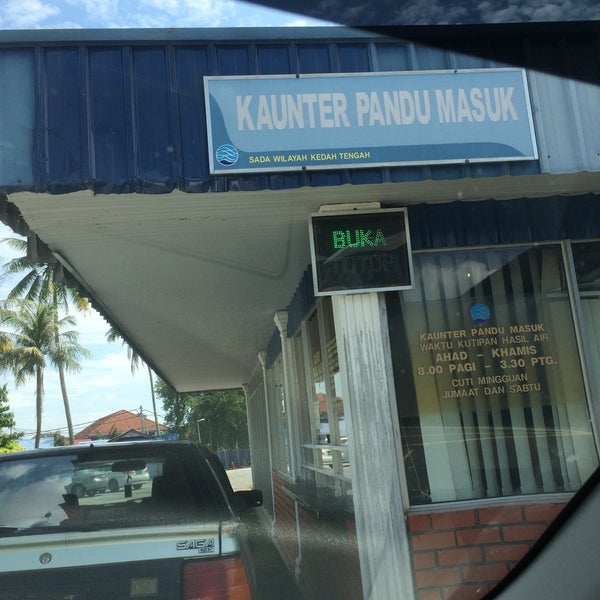 KAUNTER PANDU MASUK
SADA WILAYAH KEDAH TENGAH
BUKA
TUTUP
KAUNTER PANDU MASUK
WAKTU KUTIPAN HASIL AIR
AHAD - KHAMIS
8.00 PAGI - 3.30 PTG.
CUTI MINGGUAN
JUMAAT DAN SABTU
SAGA